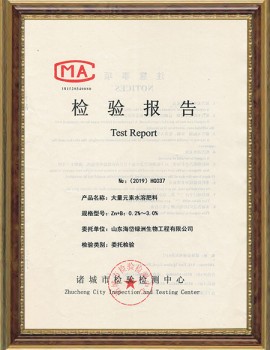 MA
检验报告
Test Report
No:（2019）HG037
产品名称：大量元素水溶肥料
规格型号：Zn+B：0.2%~3.0%
委托单位：山东海岱绿洲生物工程有限公司
检验类别：委托检验
诸城市检验检测中心
Zhucheng City Inspection and Testing Center